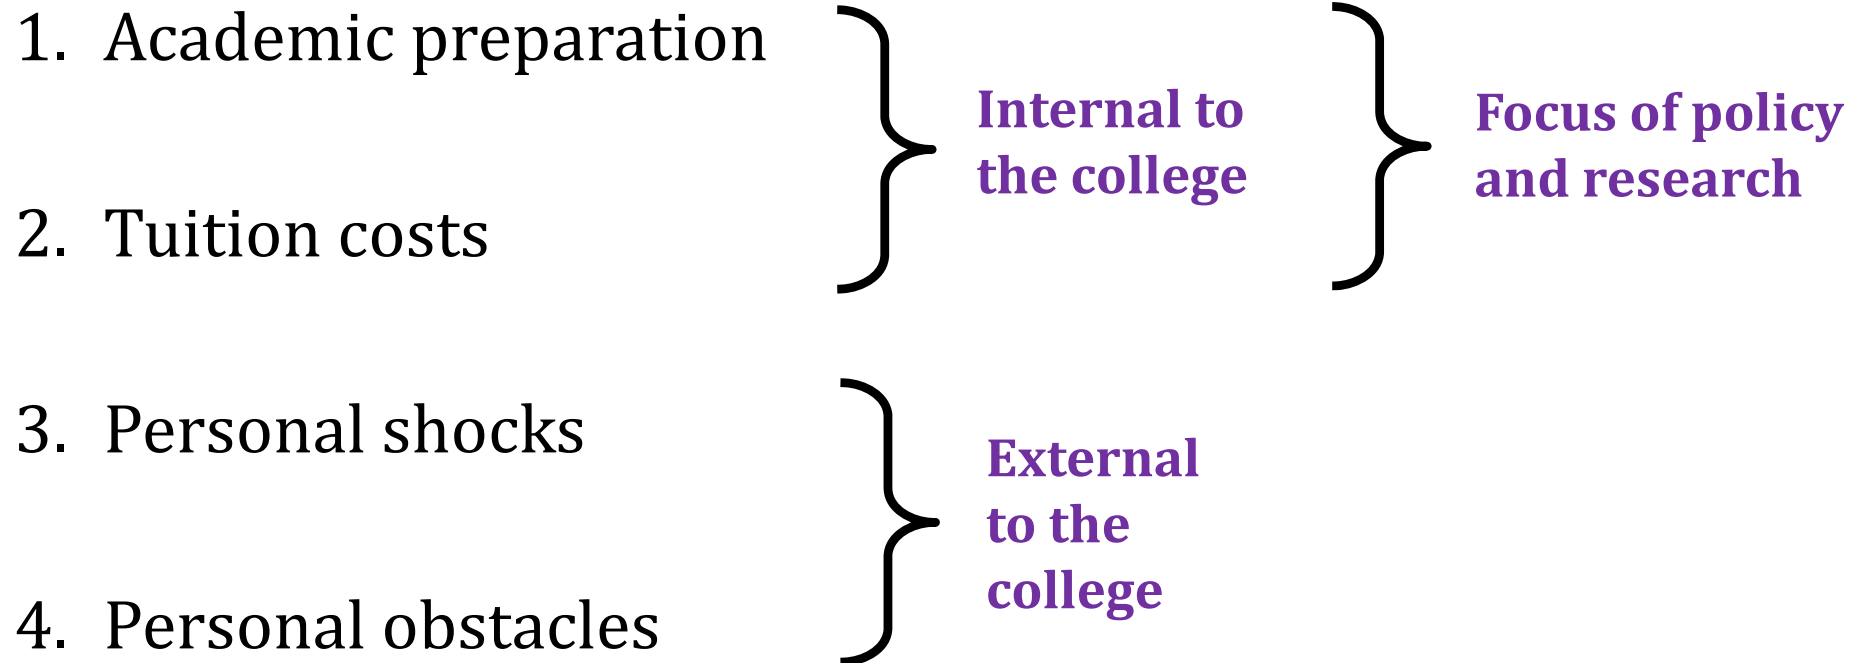 1. Academic preparation
2. Tuition costs
Internal to
the college
Focus of policy
and research
3. Personal shocks
4. Personal obstacles
External
to the
college